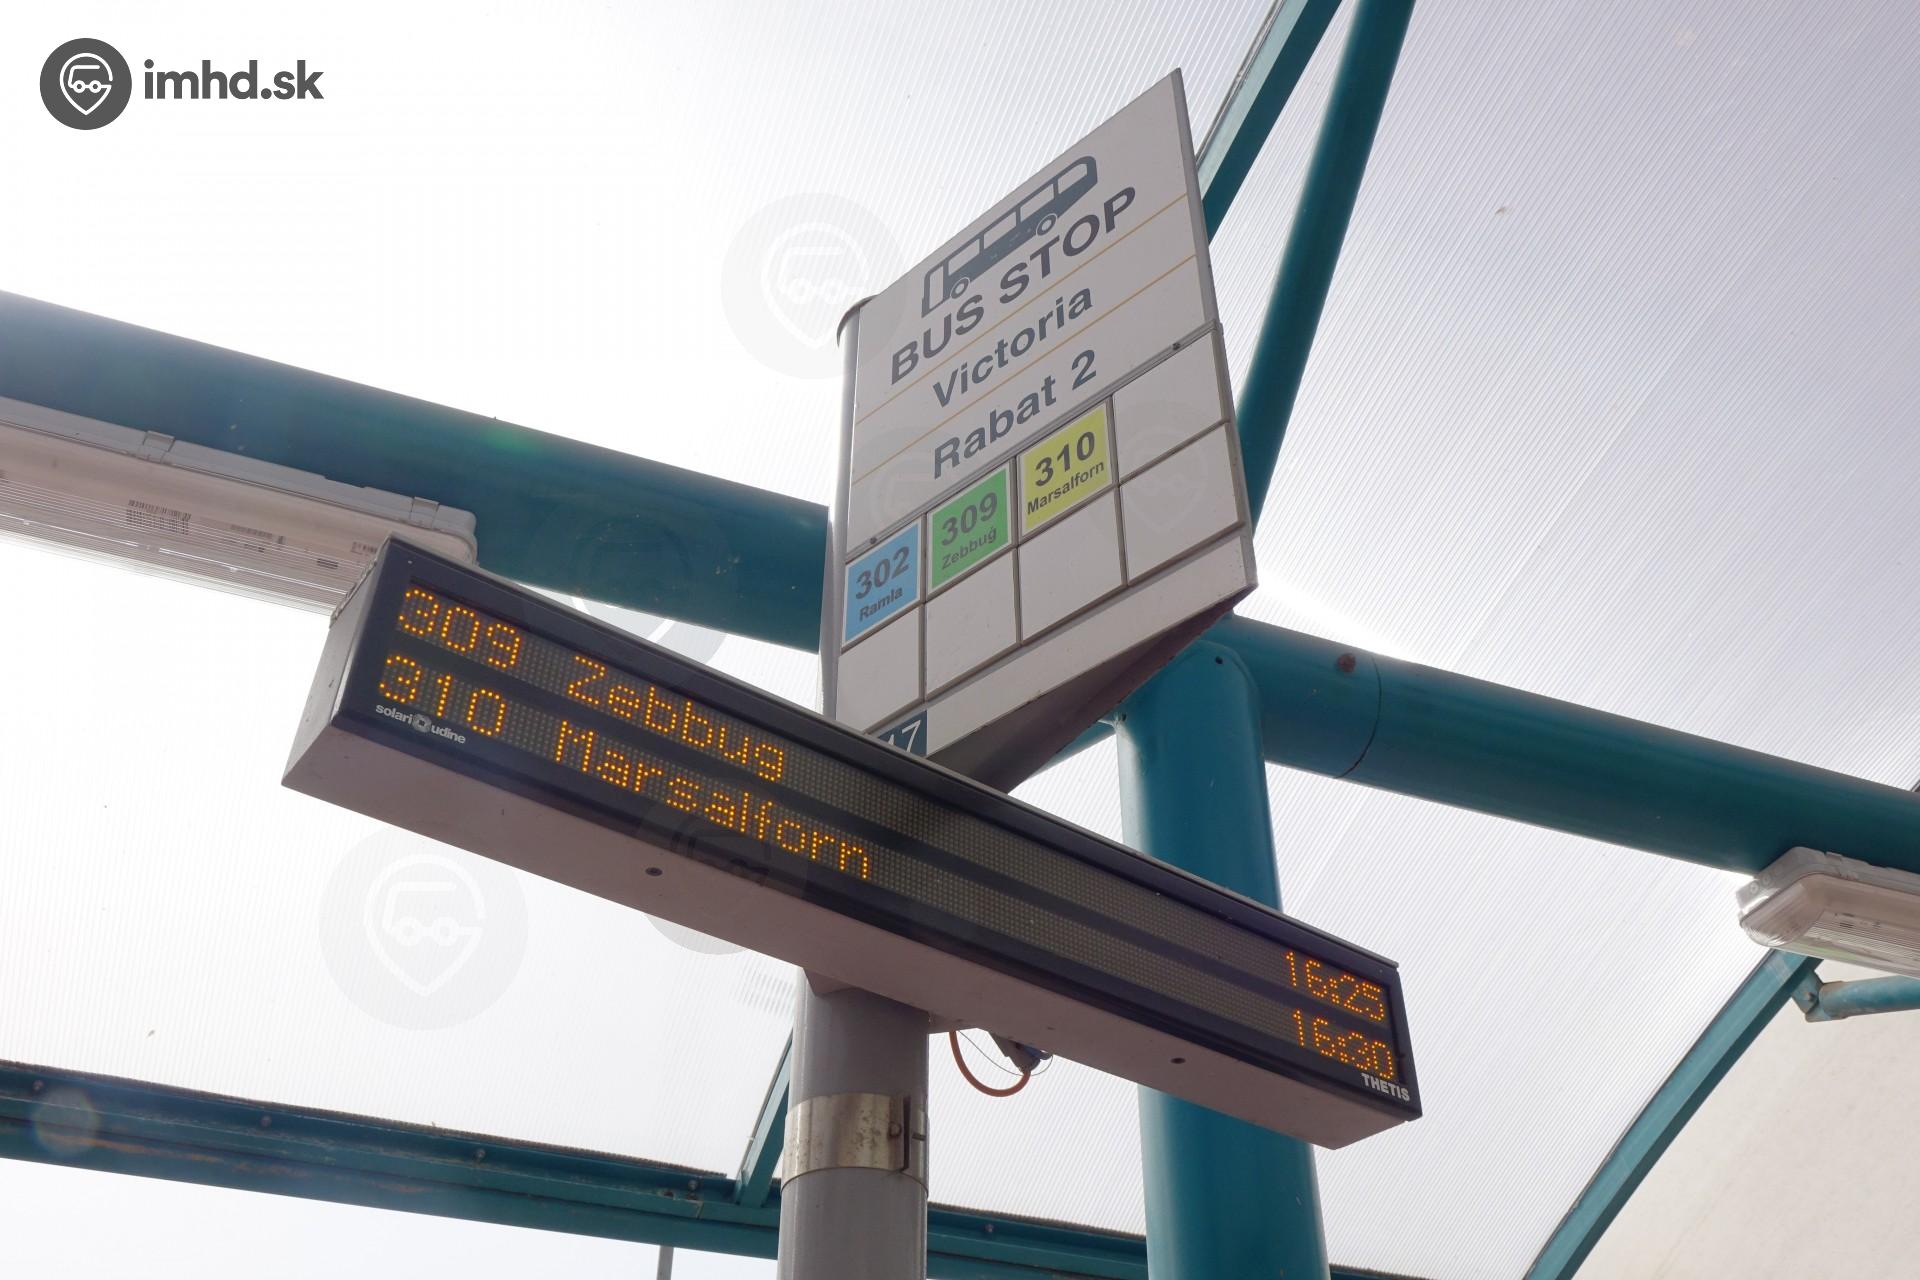 imhd.sk
BUS STOP
Victoria
Rabat 2
302
Ramla
309
Żebbuġ
310
Marsalforn
309 Zebbug 16:25
310 Marsalforn 16:30
solari udine
THETIS